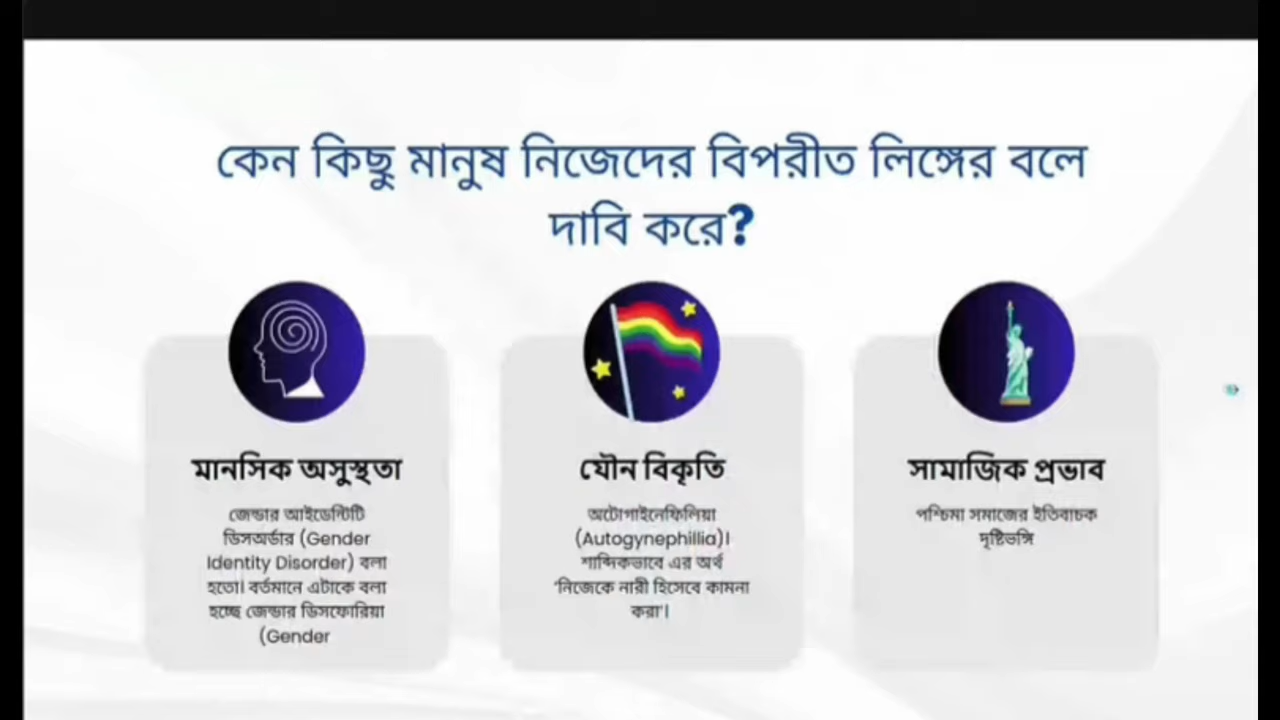 কেন কিছু মানুষ নিজেদের বিপরীত লিঙ্গের বলে
দাবি করে?
মানসিক অসুস্থতা
জেন্ডার আইডেন্টিটি
ডিসঅর্ডার (Gender
Identity Disorder) বলা
হতো। বর্তমানে এটাকে বলা
হচ্ছে জেন্ডার ডিসফোরিয়া
(Gender
যৌন বিকৃতি
অটোগাইনেফিলিয়া
(Autogynephillia)।
শাব্দিকভাবে এর অর্থ
'নিজেকে নারী হিসেবে কামনা
করা'।
সামাজিক প্রভাব
পশ্চিমা সমাজের ইতিবাচক
দৃষ্টিভঙ্গি